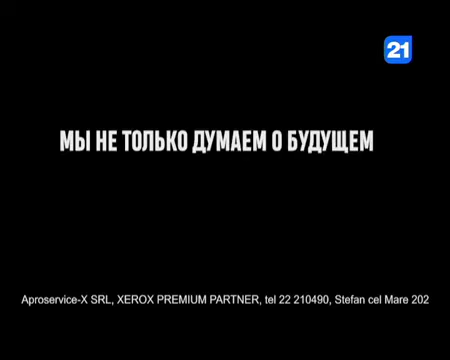 21
МЫ НЕ ТОЛЬКО ДУМАЕМ О БУДУЩЕМ
Aproservice-X SRL, XEROX PREMIUM PARTNER, tel 22 210490, Stefan cel Mare 202